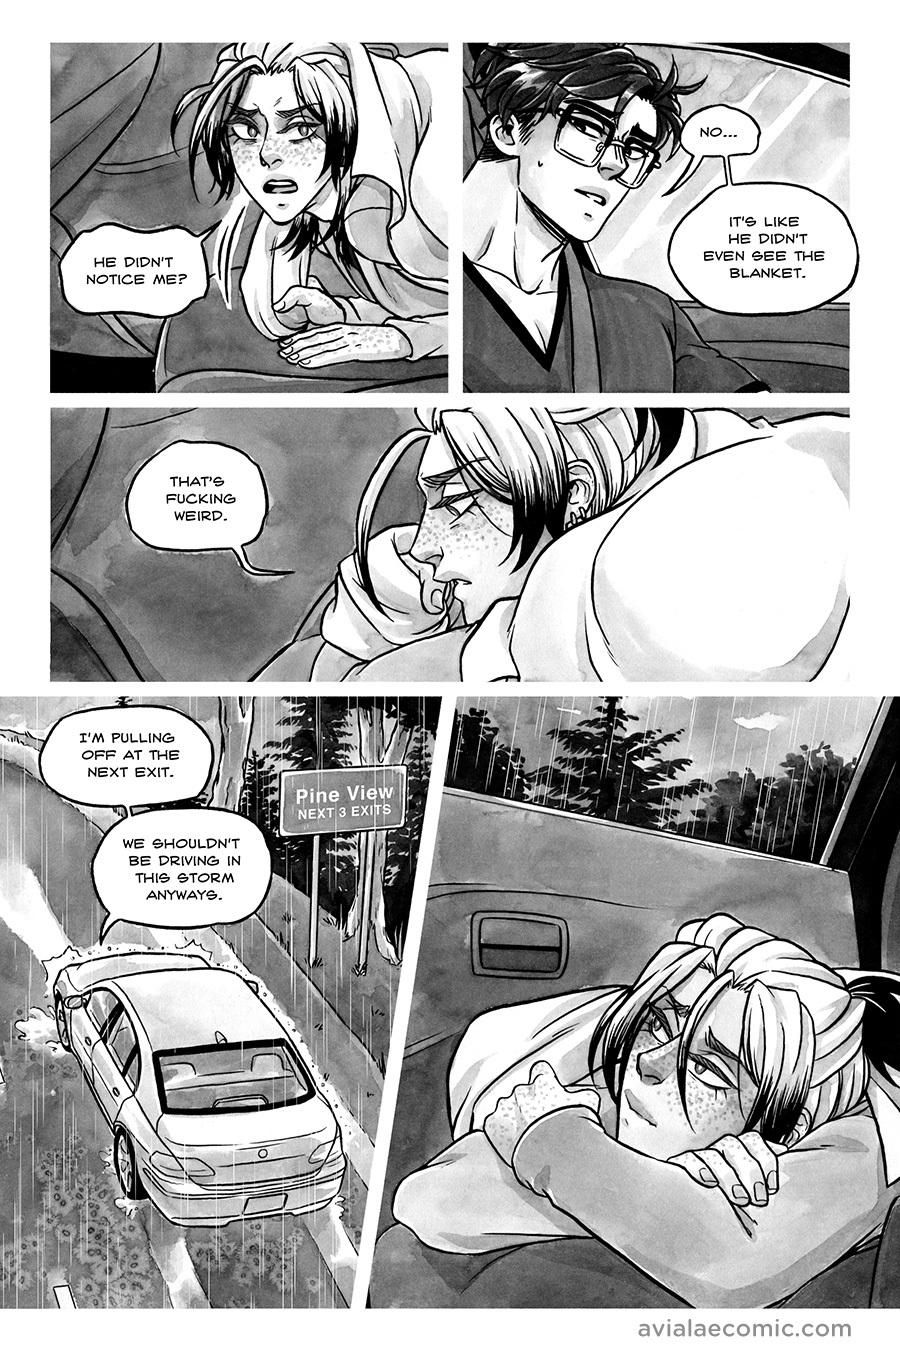 HE DIDN'T
NOTICE ME?
NO...
IT'S LIKE
HE DIDN'T
EVEN SEE THE
BLANKET.
THAT'S
FUCKING
WEIRD.
I'M PULLING
OFF AT THE
NEXT EXIT.
WE SHOULDN'T
BE DRIVING IN
THIS STORM
ANYWAYS.
Pine View
NEXT 3 EXITS
avialaecomic.com